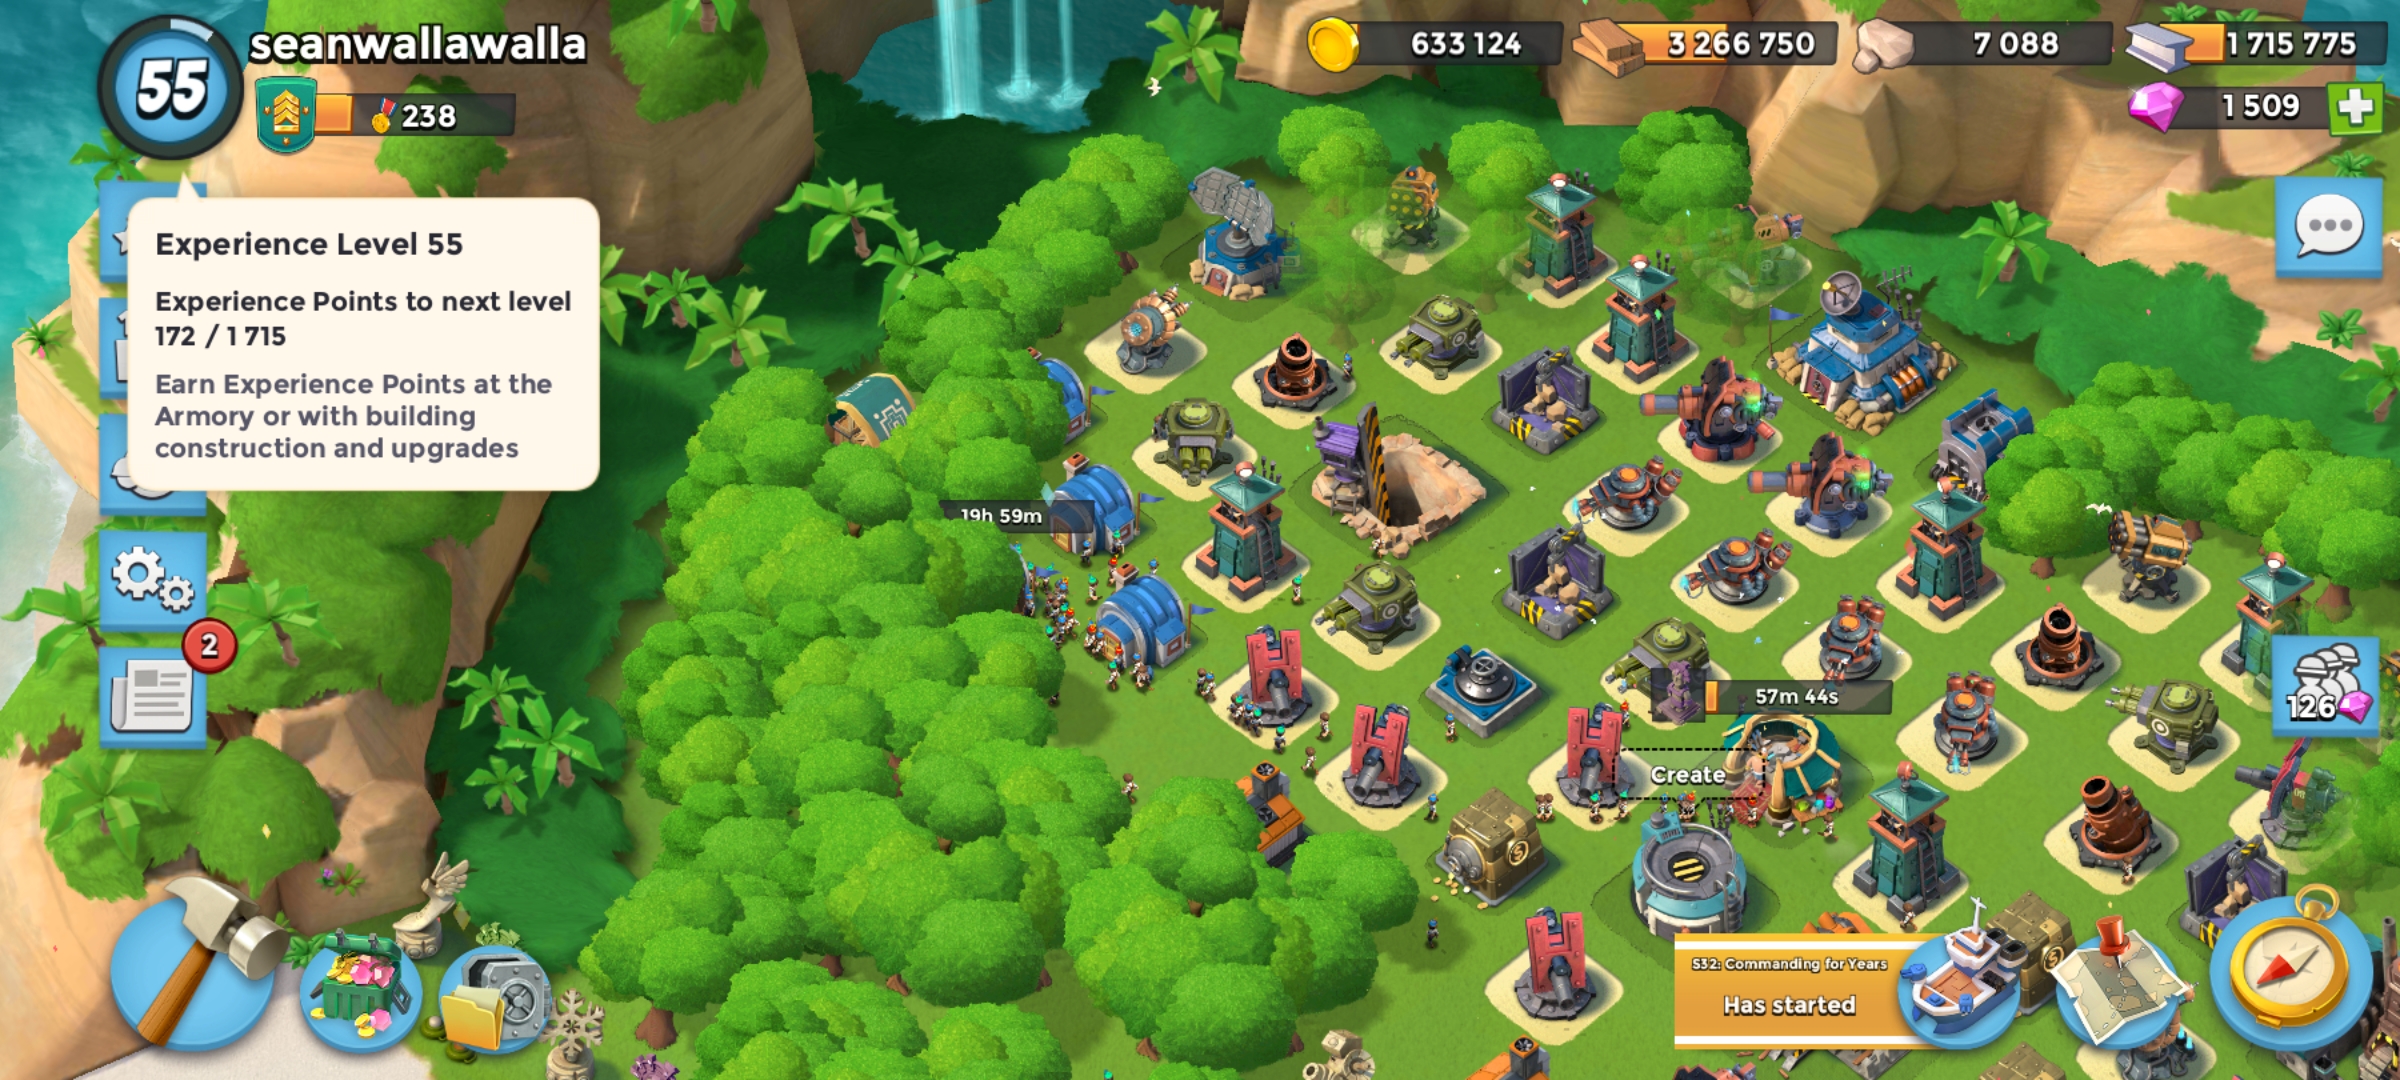 55
seanwallawalla
238
633 124
3 266 750
7 088
1 715 775
1 509
Experience Level 55
Experience Points to next level
172 / 1 715
Earn Experience Points at the
Armory or with building
construction and upgrades
19h 59m
2
57m 44s
126
Create
S32: Commanding for Years
Has started